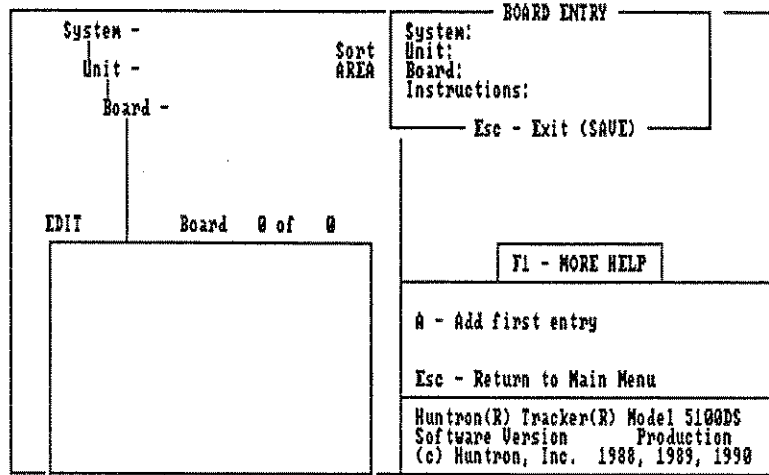 System -
Unit -
Board -
Sort
AREA
BOARD ENTRY
System:
Unit:
Board:
Instructions:
Esc - Exit (SAVE)
EDIT Board 0 of 0
F1 - MORE HELP
A - Add first entry
Esc - Return to Main Menu
Huntron(R) Tracker(R) Model 5100DS
Software Version Production
(c) Huntron, Inc. 1988, 1989, 1990